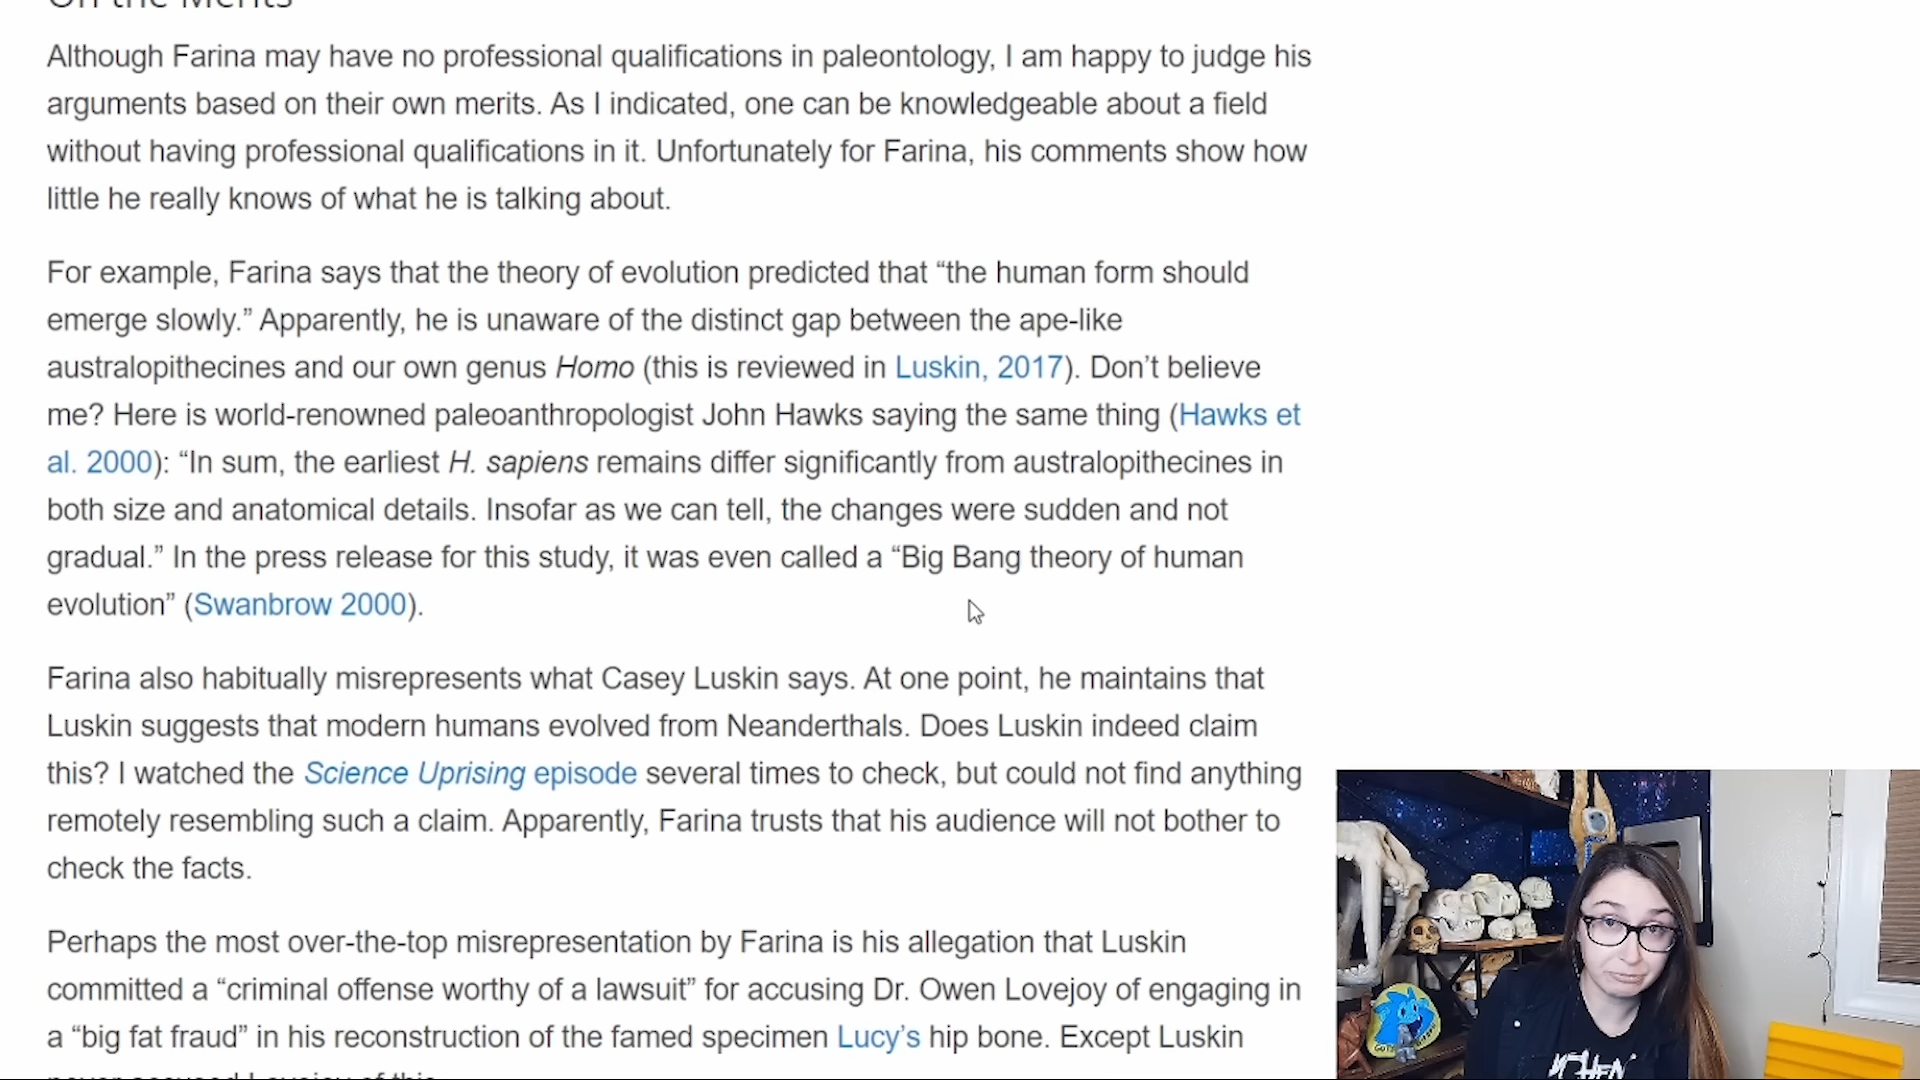 On the Merits
Although Farina may have no professional qualifications in paleontology, I am happy to judge his
arguments based on their own merits. As I indicated, one can be knowledgeable about a field
without having professional qualifications in it. Unfortunately for Farina, his comments show how
little he really knows of what he is talking about.
For example, Farina says that the theory of evolution predicted that “the human form should
emerge slowly.” Apparently, he is unaware of the distinct gap between the ape-like
australopithecines and our own genus Homo (this is reviewed in Luskin, 2017). Don’t believe
me? Here is world-renowned paleoanthropologist John Hawks saying the same thing (Hawks et
al. 2000): “In sum, the earliest H. sapiens remains differ significantly from australopithecines in
both size and anatomical details. Insofar as we can tell, the changes were sudden and not
gradual.” In the press release for this study, it was even called a “Big Bang theory of human
evolution” (Swanbrow 2000).
Farina also habitually misrepresents what Casey Luskin says. At one point, he maintains that
Luskin suggests that modern humans evolved from Neanderthals. Does Luskin indeed claim
this? I watched the Science Uprising episode several times to check, but could not find anything
remotely resembling such a claim. Apparently, Farina trusts that his audience will not bother to
check the facts.
Perhaps the most over-the-top misrepresentation by Farina is his allegation that Luskin
committed a “criminal offense worthy of a lawsuit” for accusing Dr. Owen Lovejoy of engaging in
a “big fat fraud” in his reconstruction of the famed specimen Lucy’s hip bone. Except Luskin
never accused Lovejoy of this